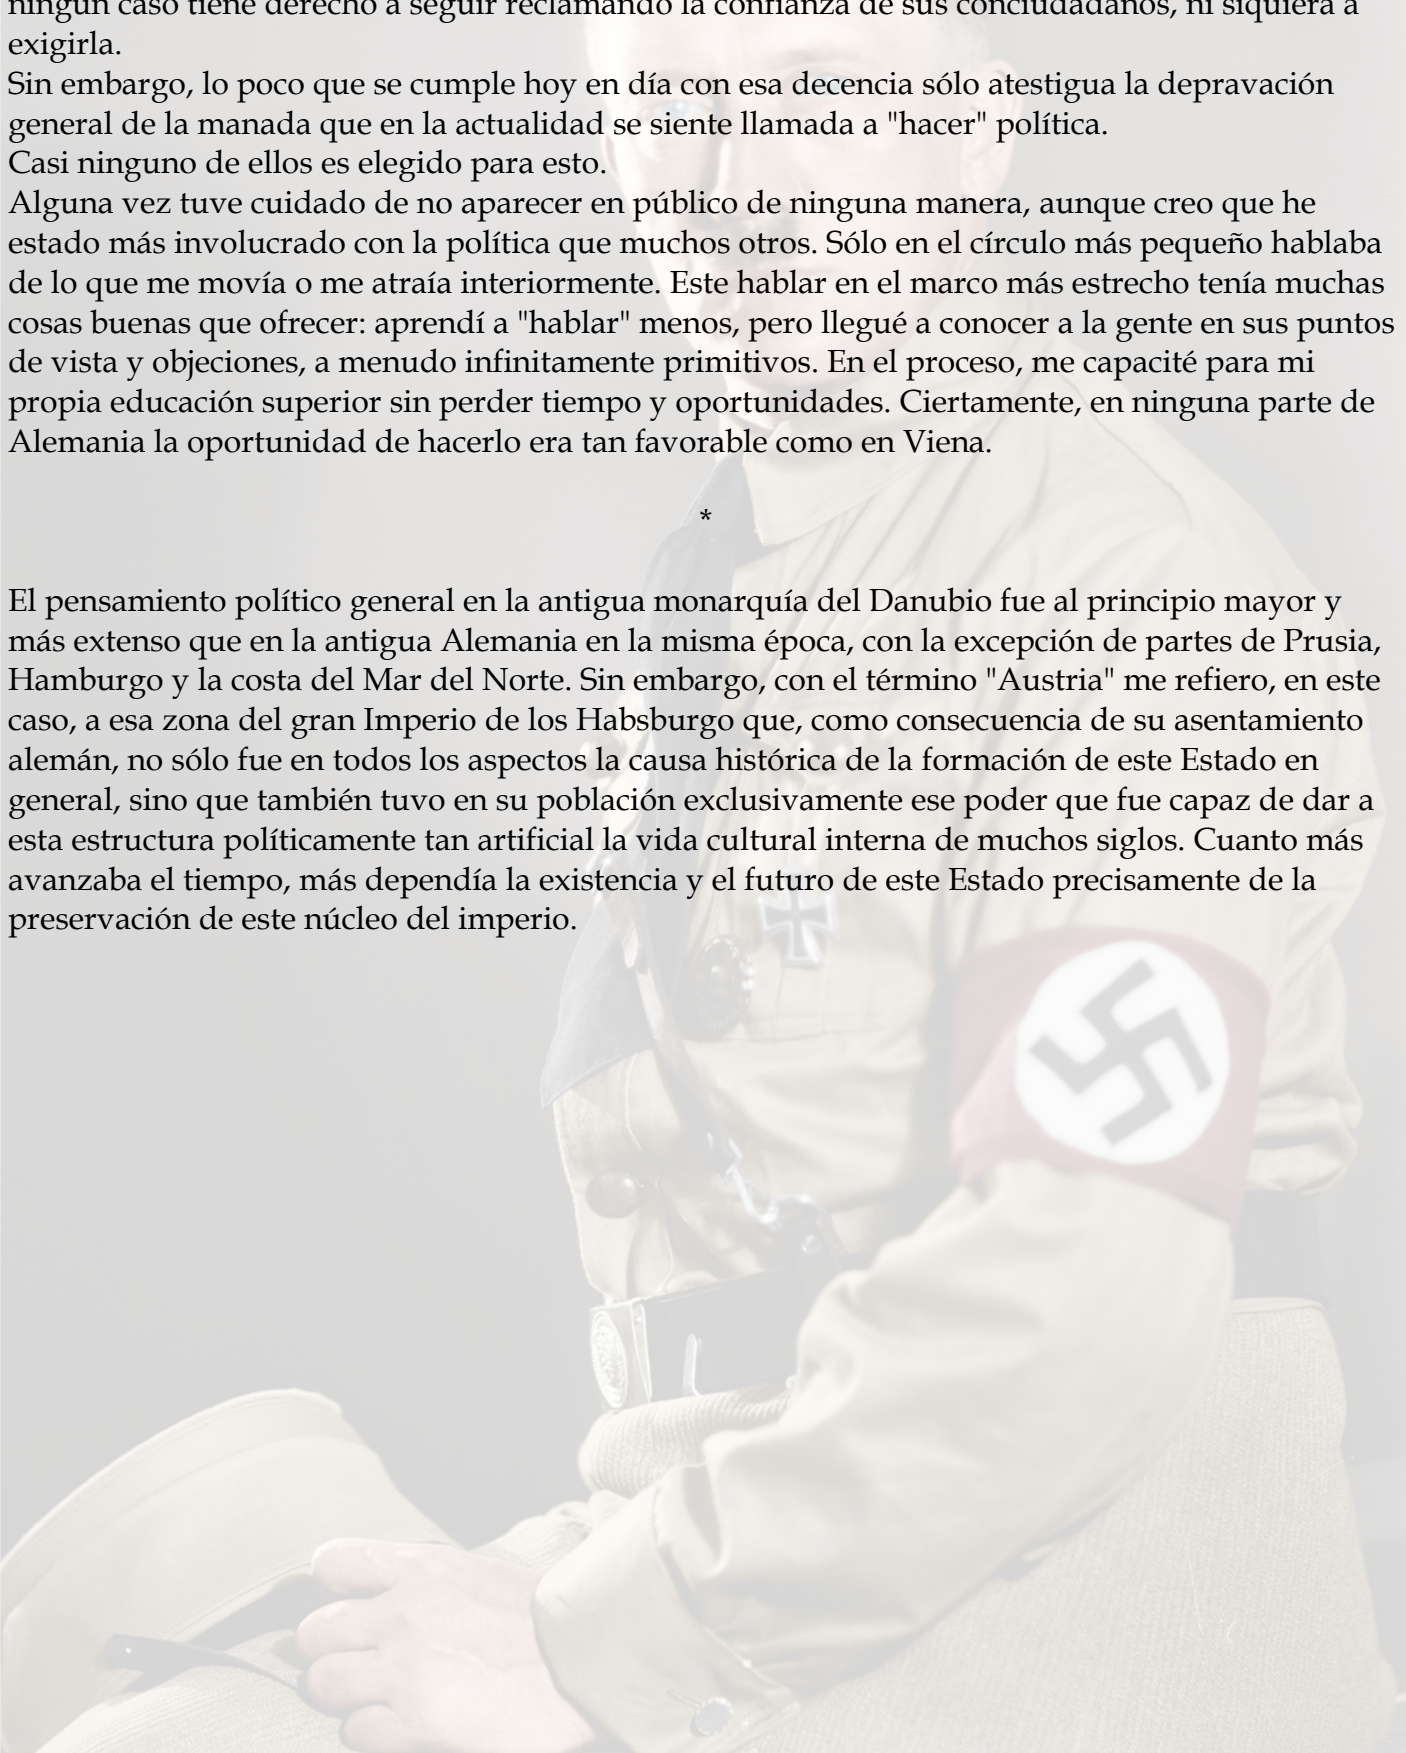 ningún caso tiene derecho a seguir reclamando la confianza de sus conciudadanos, ni siquiera a
exigirla.
Sin embargo, lo poco que se cumple hoy en día con esa decencia sólo atestigua la depravación
general de la manada que en la actualidad se siente llamada a "hacer" política.
Casi ninguno de ellos es elegido para esto.
Alguna vez tuve cuidado de no aparecer en público de ninguna manera, aunque creo que he
estado más involucrado con la política que muchos otros. Sólo en el círculo más pequeño hablaba
de lo que me movía o me atraía interiormente. Este hablar en el marco más estrecho tenía muchas
cosas buenas que ofrecer: aprendí a "hablar" menos, pero llegué a conocer a la gente en sus puntos
de vista y objeciones, a menudo infinitamente primitivos. En el proceso, me capacité para mi
propia educación superior sin perder tiempo y oportunidades. Ciertamente, en ninguna parte de
Alemania la oportunidad de hacerlo era tan favorable como en Viena.
*
El pensamiento político general en la antigua monarquía del Danubio fue al principio mayor y
más extenso que en la antigua Alemania en la misma época, con la excepción de partes de Prusia,
Hamburgo y la costa del Mar del Norte. Sin embargo, con el término "Austria" me refiero, en este
caso, a esa zona del gran Imperio de los Habsburgo que, como consecuencia de su asentamiento
alemán, no sólo fue en todos los aspectos la causa histórica de la formación de este Estado en
general, sino que también tuvo en su población exclusivamente ese poder que fue capaz de dar a
esta estructura políticamente tan artificial la vida cultural interna de muchos siglos. Cuanto más
avanzaba el tiempo, más dependía la existencia y el futuro de este Estado precisamente de la
preservación de este núcleo del imperio.